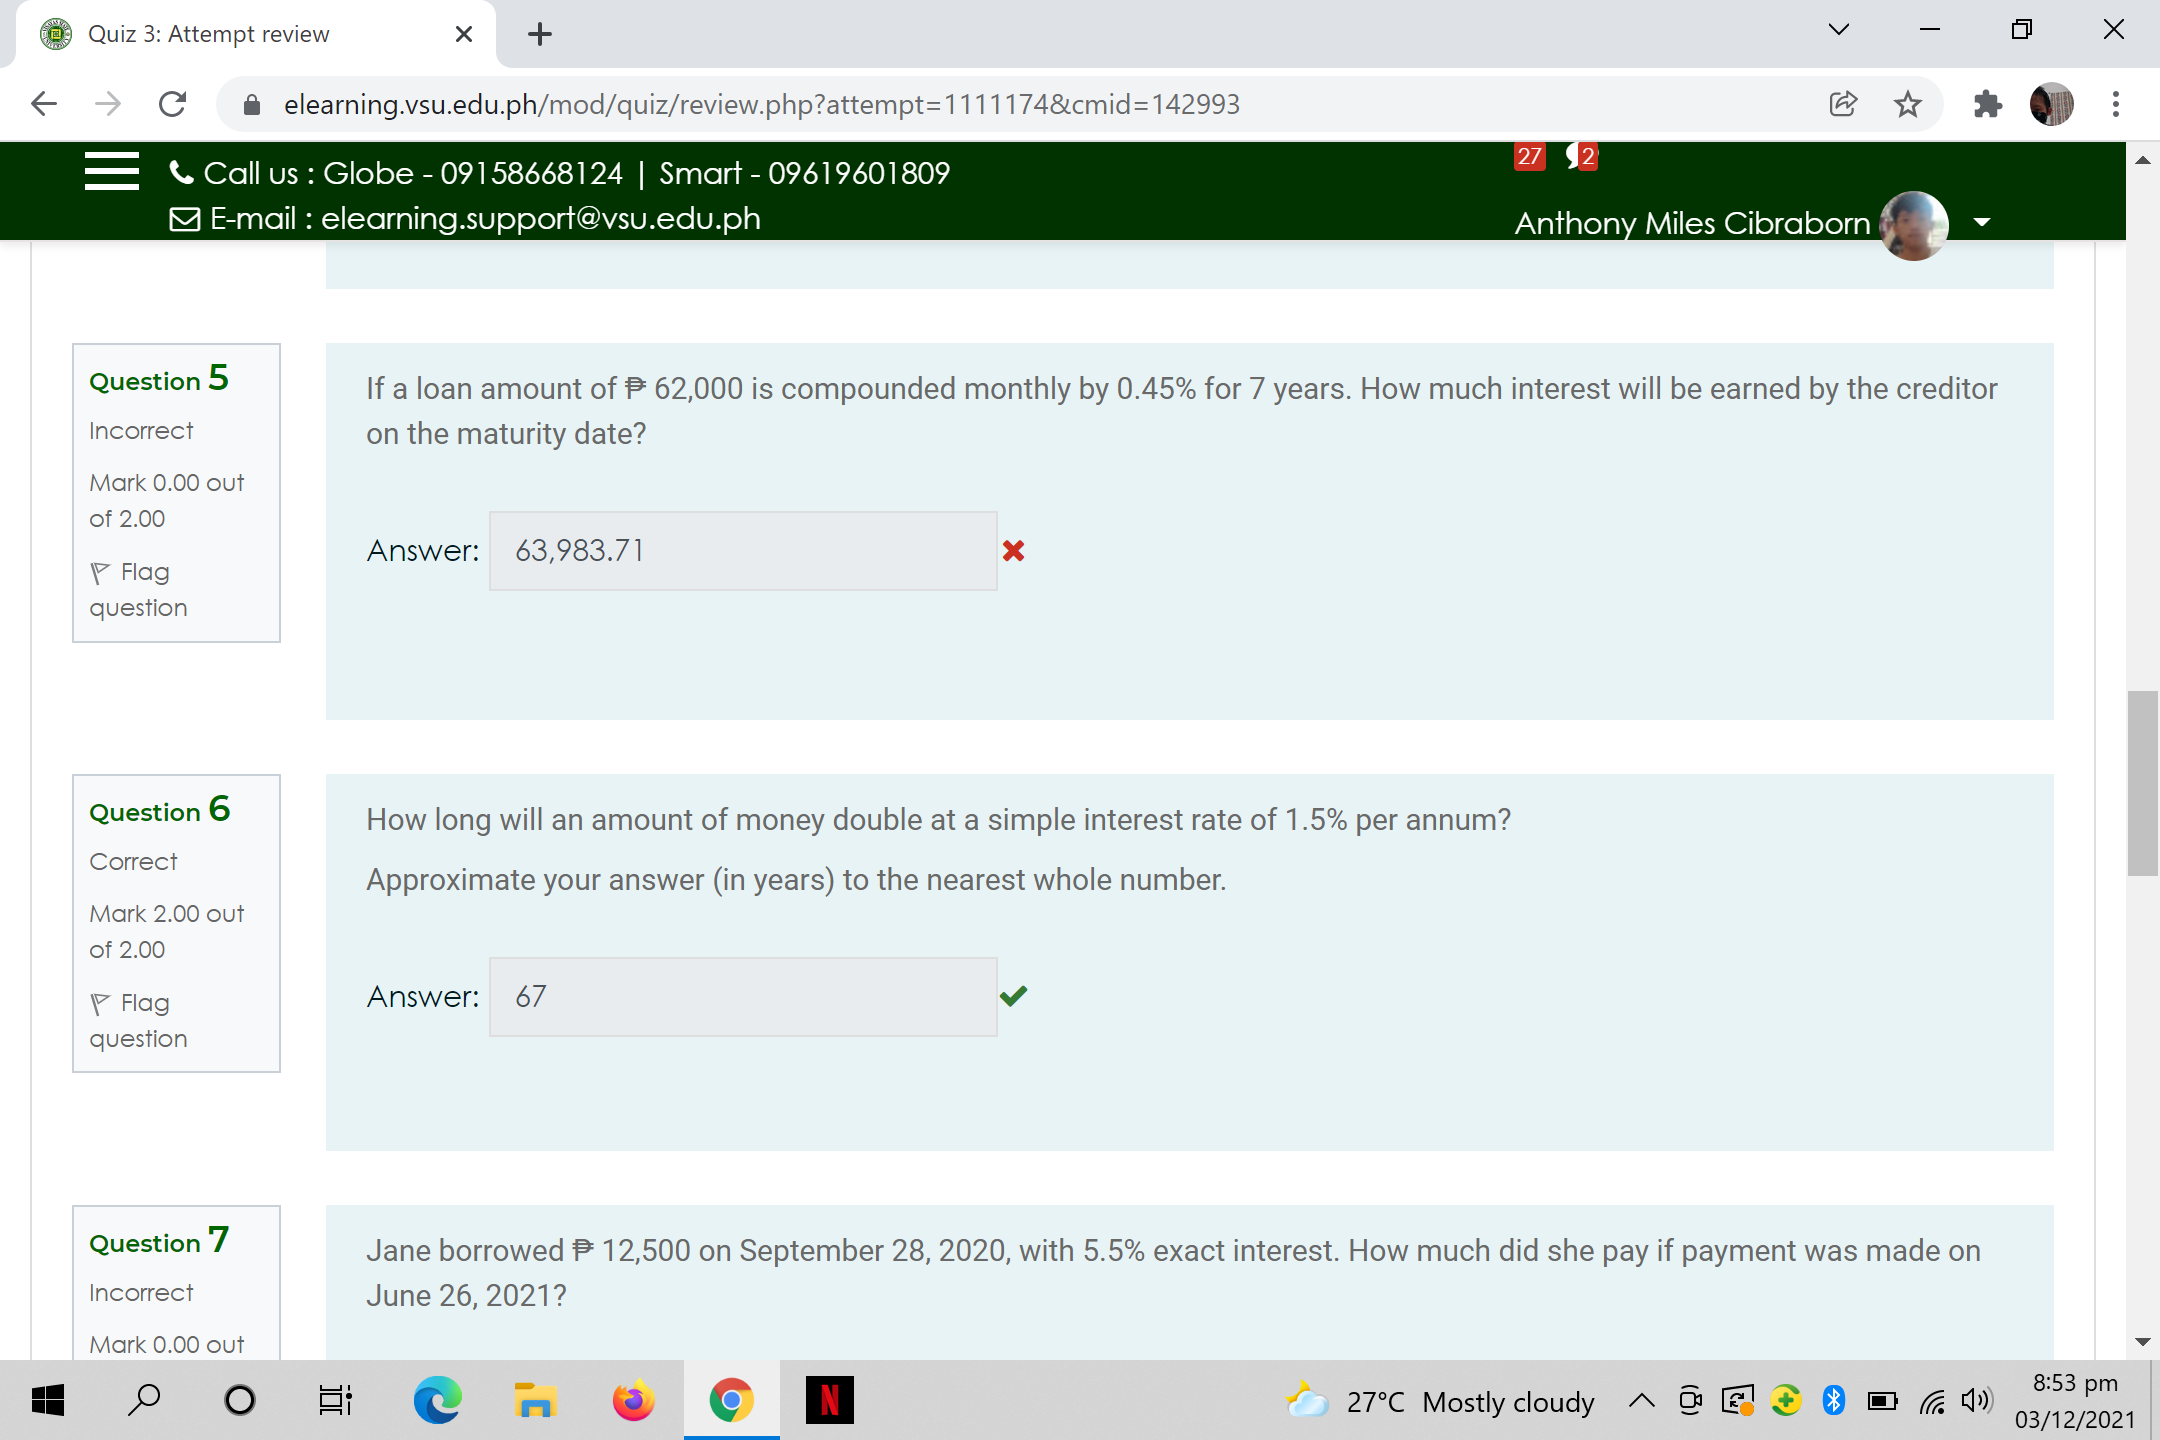 Quiz 3: Attempt review
elearning.vsu.edu.ph/mod/quiz/review.php?attempt=1111174&cmid=142993
Call us : Globe - 09158668124 | Smart - 09619601809
27 2
E-mail : elearning.support@vsu.edu.ph
Anthony Miles Cibraborn
Question 5
Incorrect
Mark 0.00 out
of 2.00
Flag
question
If a loan amount of ₱ 62,000 is compounded monthly by 0.45% for 7 years. How much interest will be earned by the creditor
on the maturity date?
Answer: 63,983.71
Question 6
Correct
Mark 2.00 out
of 2.00
Flag
question
How long will an amount of money double at a simple interest rate of 1.5% per annum?
Approximate your answer (in years) to the nearest whole number.
Answer: 67
Question 7
Incorrect
Mark 0.00 out
Jane borrowed ₱ 12,500 on September 28, 2020, with 5.5% exact interest. How much did she pay if payment was made on
June 26, 2021?
N
27°C Mostly cloudy
8:53 pm
03/12/2021